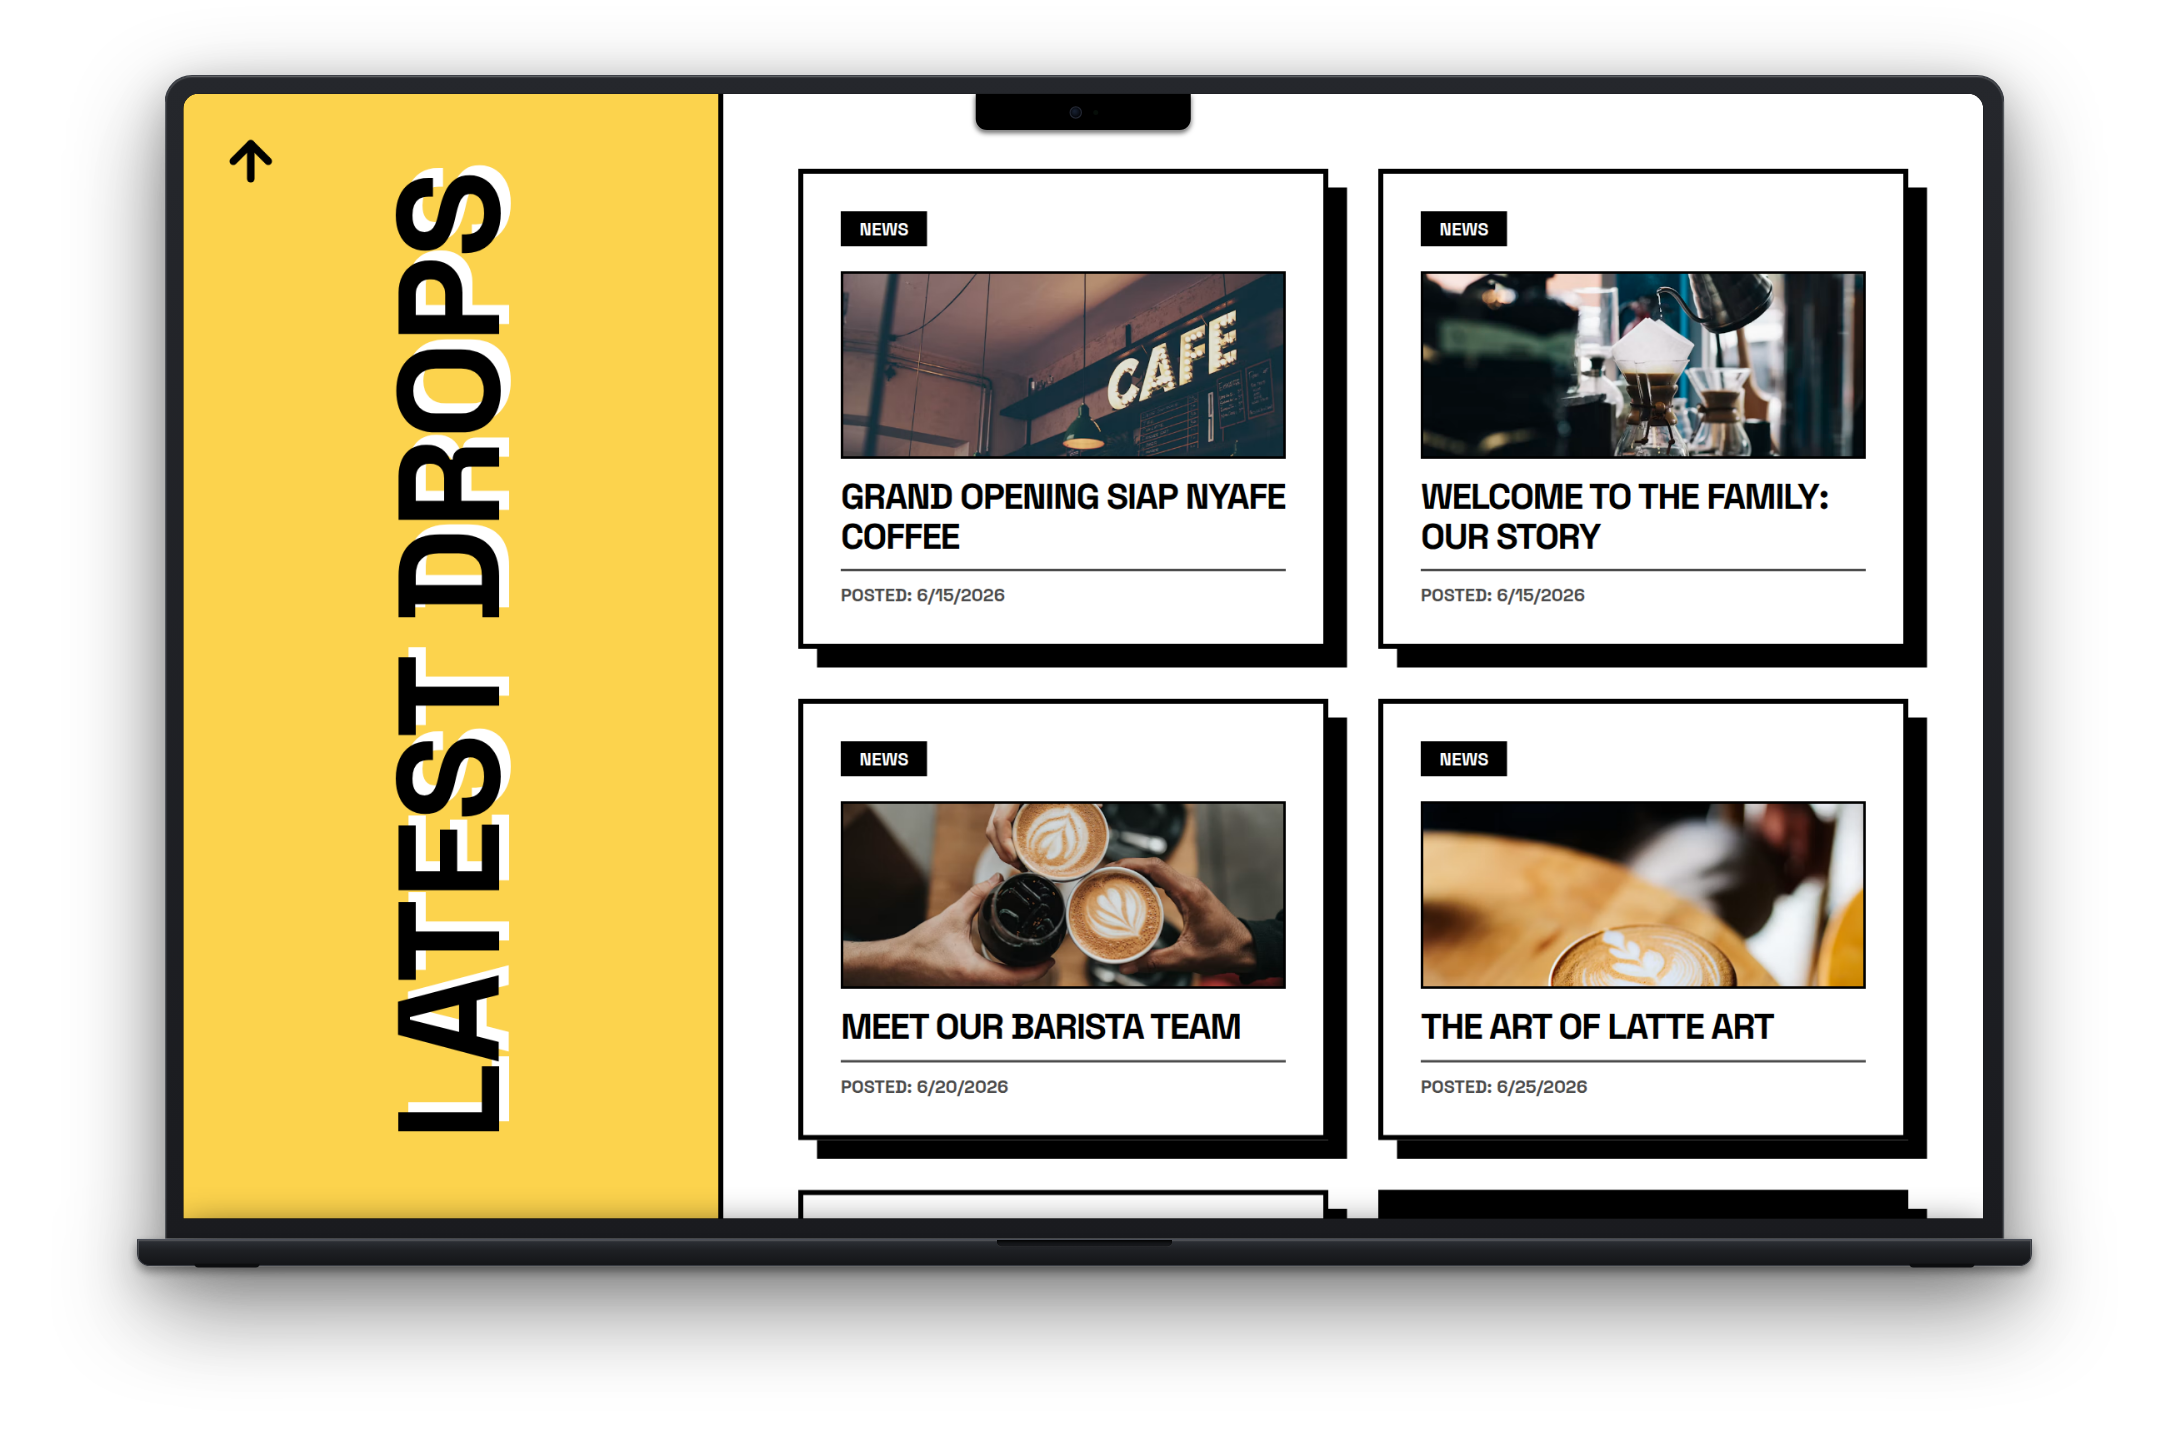 LATEST DROPS
NEWS
CAFE
GRAND OPENING SIAP NYAFE
COFFEE
POSTED: 6/15/2026
NEWS
WELCOME TO THE FAMILY:
OUR STORY
POSTED: 6/15/2026
NEWS
MEET OUR BARISTA TEAM
POSTED: 6/20/2026
NEWS
THE ART OF LATTE ART
POSTED: 6/25/2026